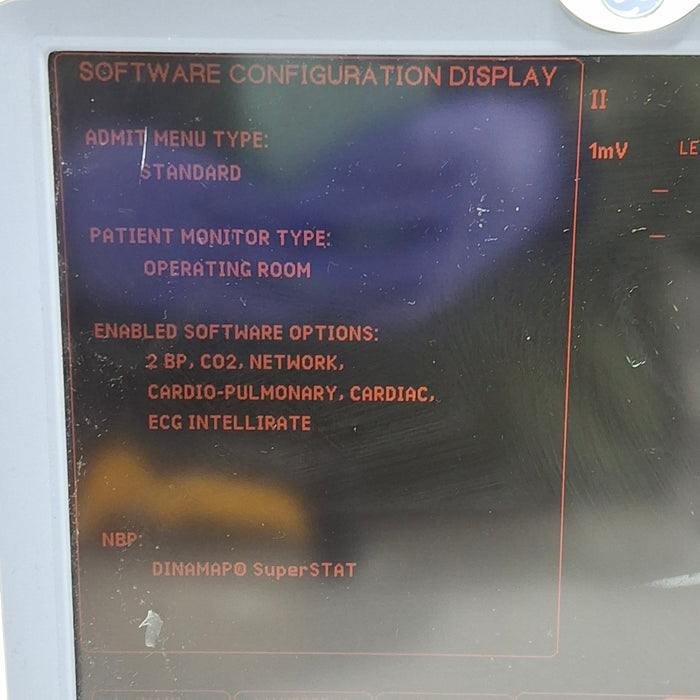 SOFTWARE CONFIGURATION DISPLAY
ADMIT MENU TYPE:
STANDARD
PATIENT MONITOR TYPE:
OPERATING ROOM
ENABLED SOFTWARE OPTIONS:
2 BP, CO2, NETWORK,
CARDIO-PULMONARY, CARDIAC,
ECG INTELLIRATE
NBP:
DINAMAP® SuperSTAT
II
1mV
LE